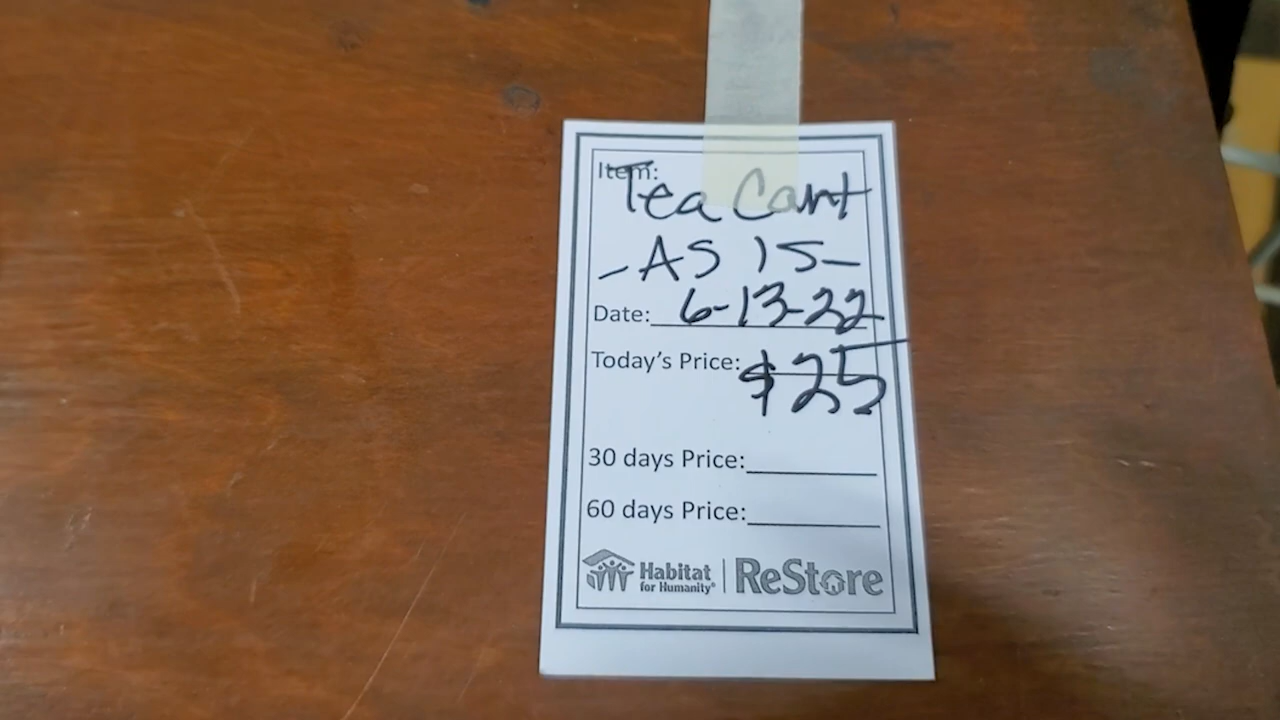 Item:
Tea Cart
- AS IS -
Date: 6-13-22
Today's Price: $25
30 days Price:
60 days Price:
Habitat for Humanity® | ReStore